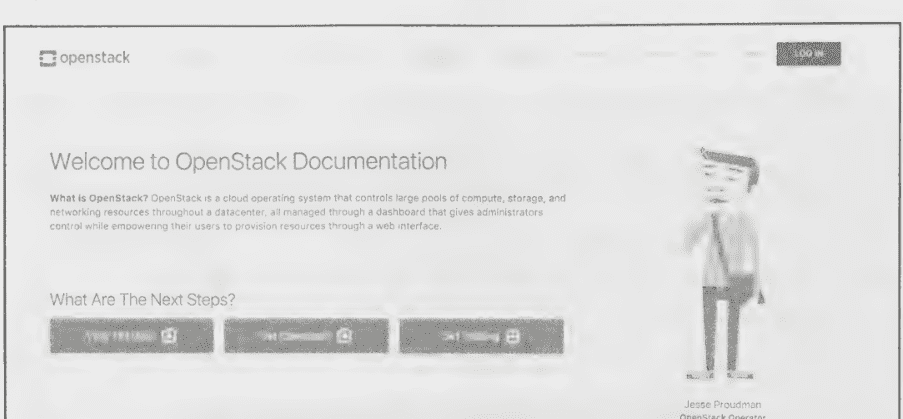 openstack
LOG IN
Welcome to OpenStack Documentation
What is OpenStack? OpenStack is a cloud operating system that controls large pools of compute, storage, and
networking resources throughout a datacenter, all managed through a dashboard that gives administrators
control while empowering their users to provision resources through a web interface.
What Are The Next Steps?
Jesse Proudman
OpenStack Operator